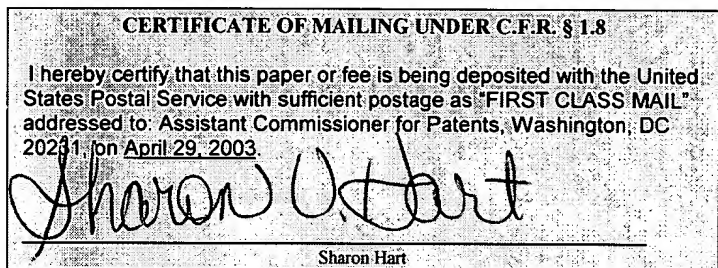 CERTIFICATE OF MAILING UNDER C.F.R. § 1.8
I hereby certify that this paper or fee is being deposited with the United
States Postal Service with sufficient postage as "FIRST CLASS MAIL"
addressed to: Assistant Commissioner for Patents, Washington, DC
20231, on April 29, 2003.
Sharon V. Hart
Sharon Hart